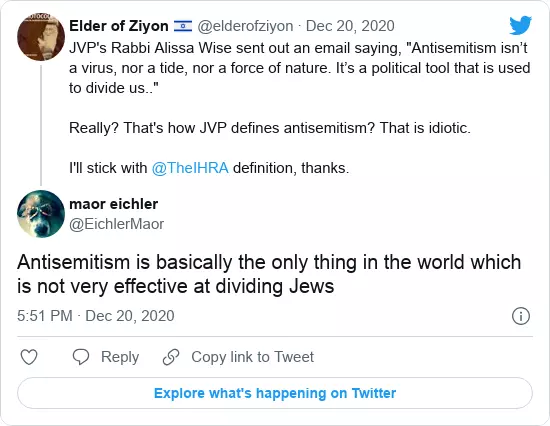 Elder of Ziyon 🇮🇱 @elderofziyon · Dec 20, 2020
JVP's Rabbi Alissa Wise sent out an email saying, "Antisemitism isn't
a virus, nor a tide, nor a force of nature. It's a political tool that is used
to divide us.."
Really? That's how JVP defines antisemitism? That is idiotic.
I'll stick with @TheIHRA definition, thanks.
maor eichler
@EichlerMaor
Antisemitism is basically the only thing in the world which
is not very effective at dividing Jews
5:51 PM · Dec 20, 2020
Reply
Copy link to Tweet
Explore what's happening on Twitter